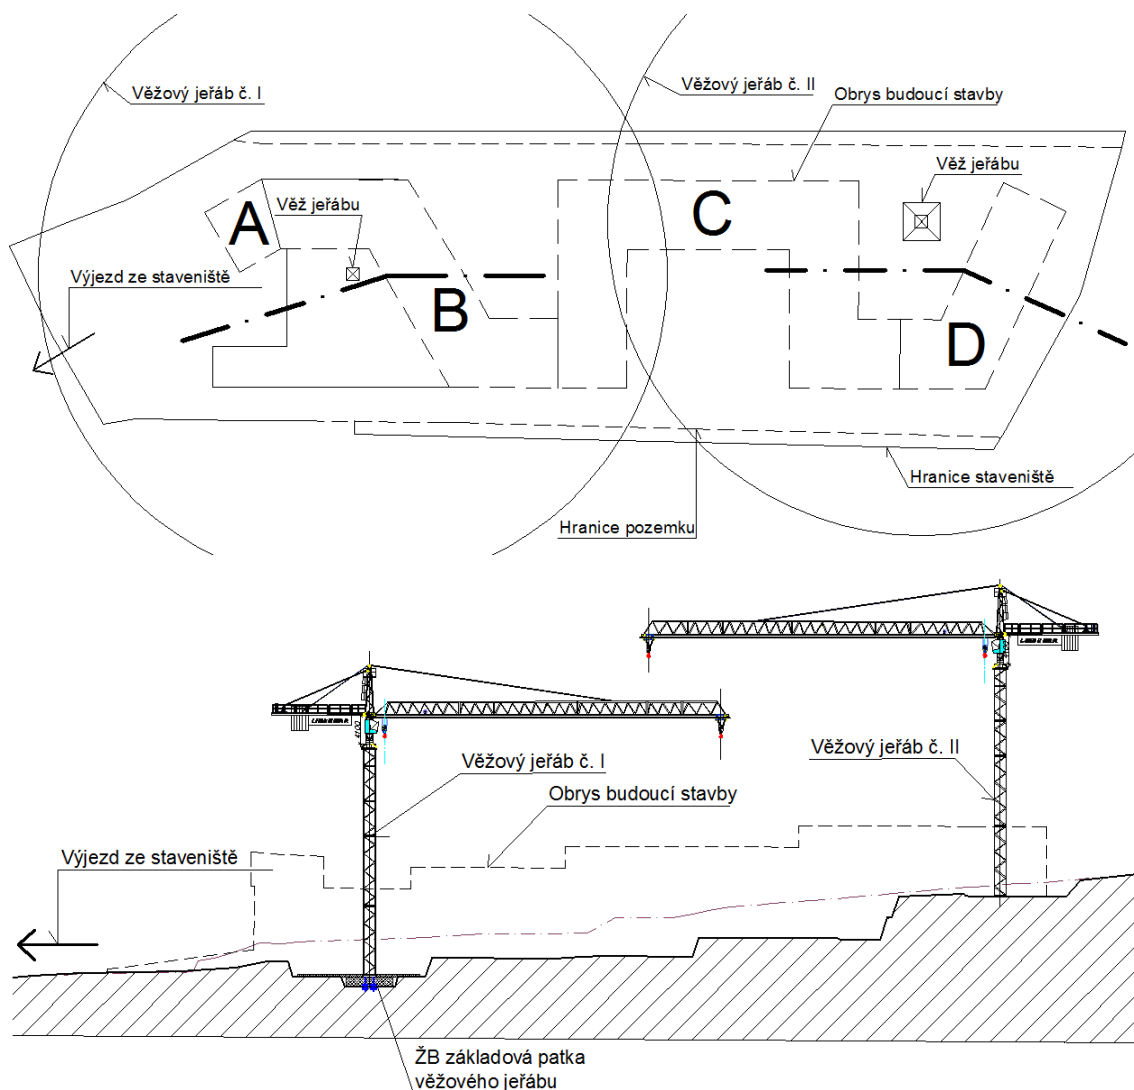 Věžový jeřáb č. I
Věžový jeřáb č. II
Obrys budoucí stavby
Věž jeřábu
A
Věž jeřábu
C
Výjezd ze staveniště
B
D
Hranice staveniště
Hranice pozemku
Věžový jeřáb č. I
Věžový jeřáb č. II
Obrys budoucí stavby
Výjezd ze staveniště
ŽB základová patka
věžového jeřábu